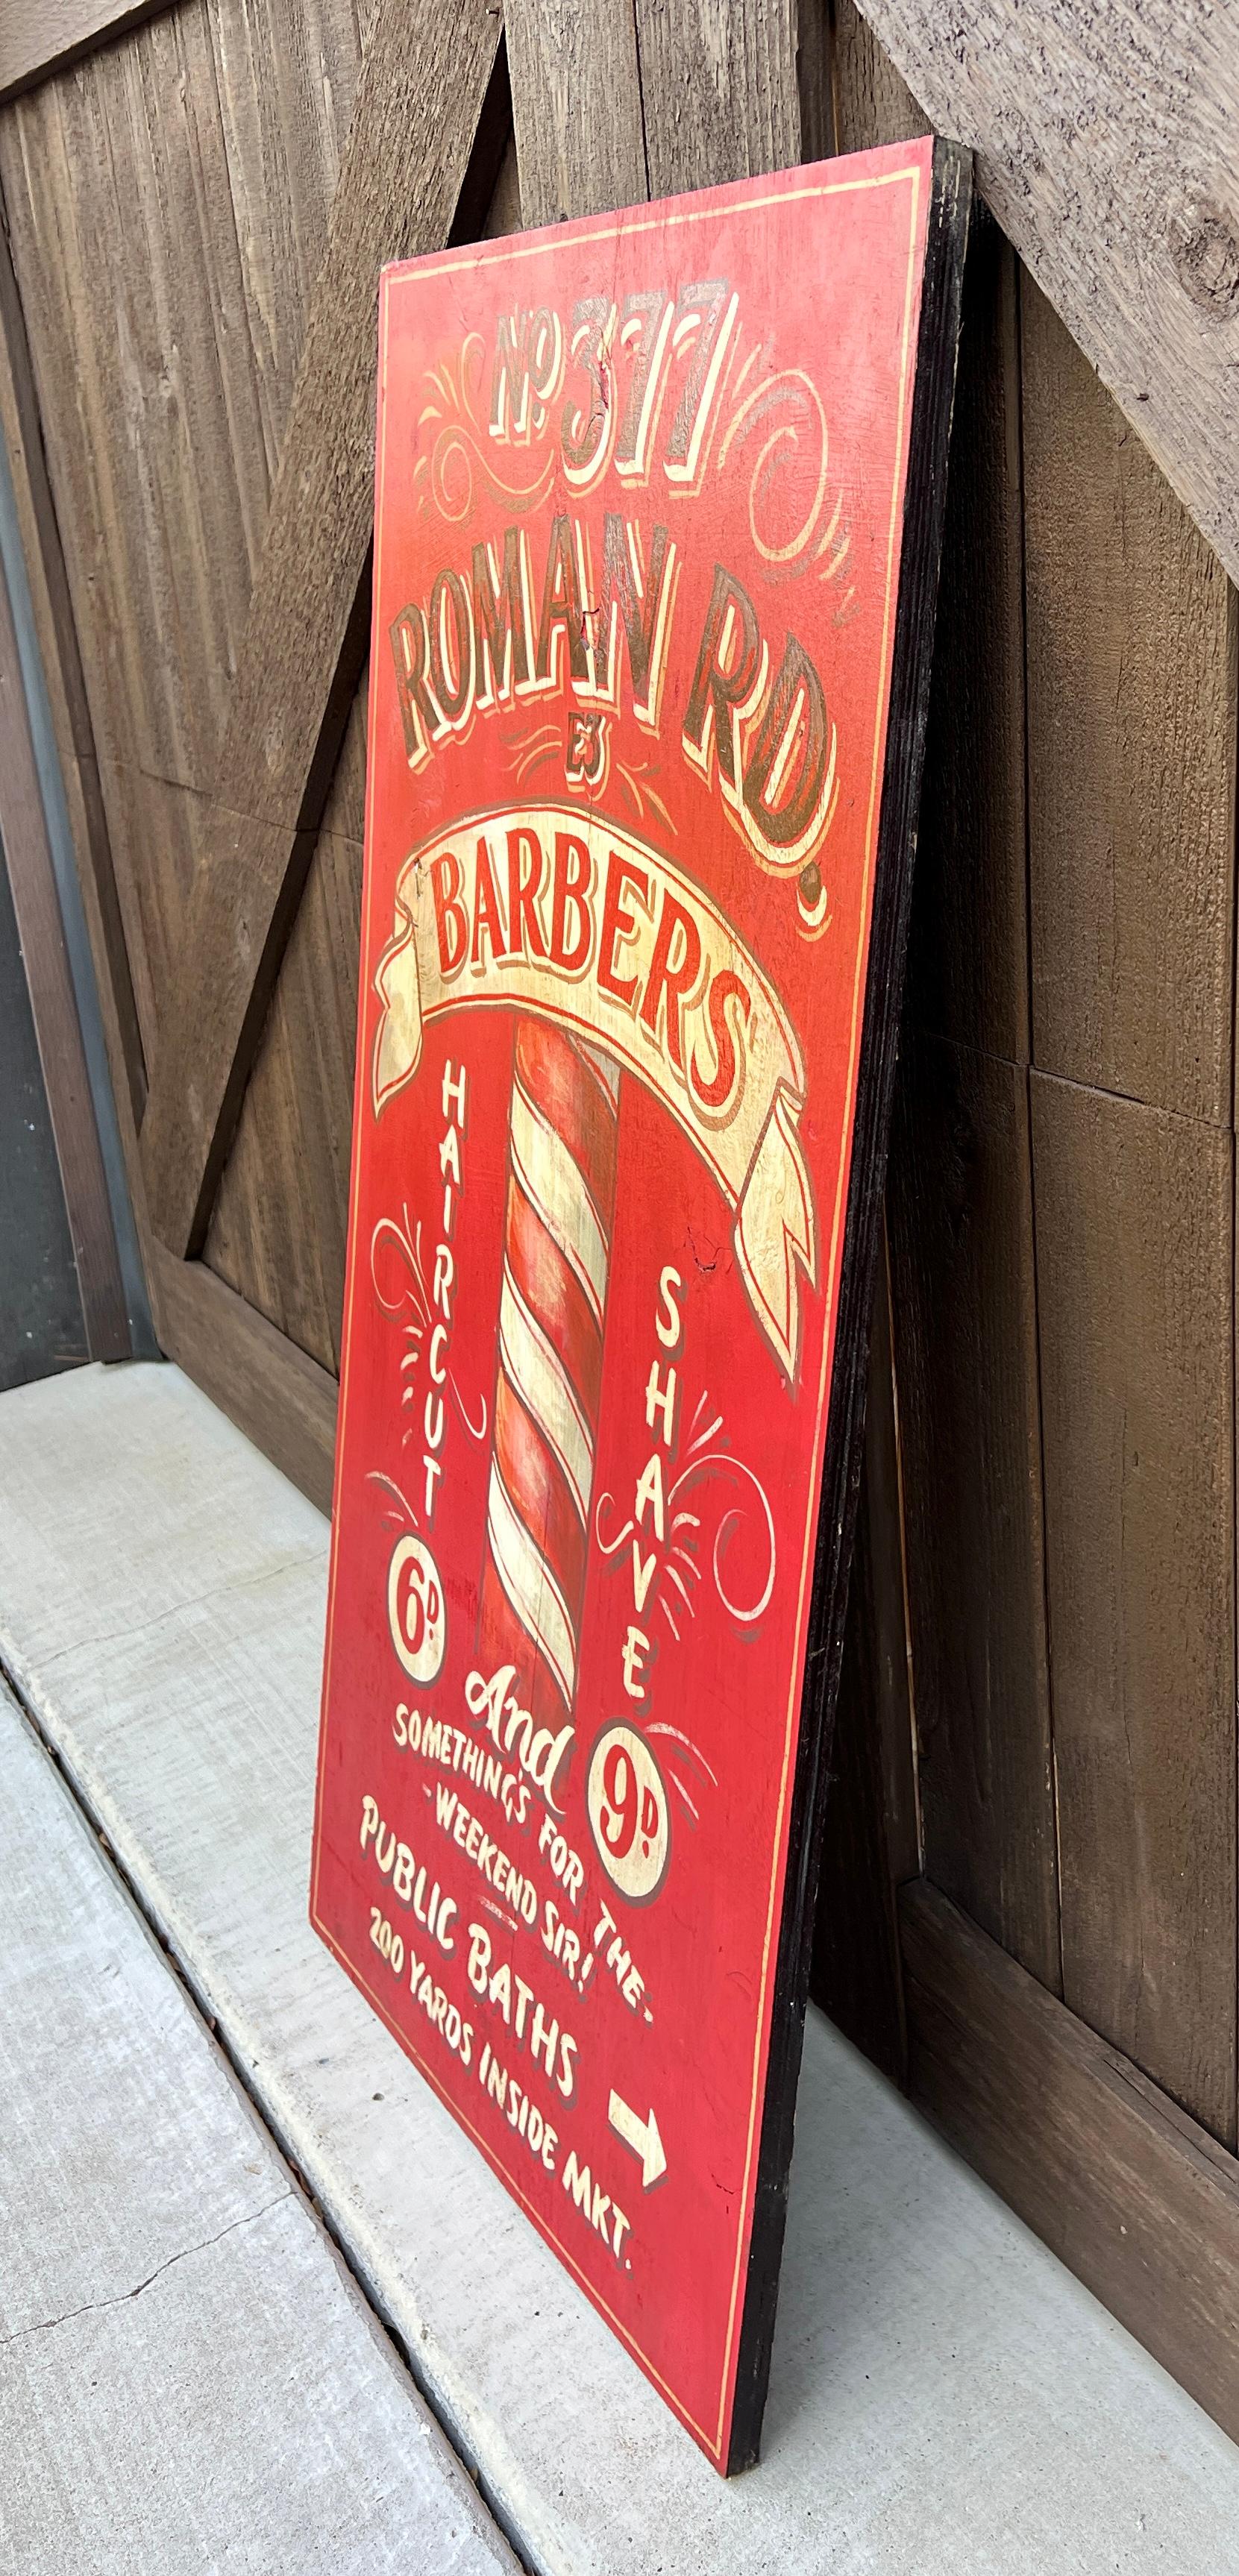 No 377
ROMAN RD.
E3
BARBERS
HAIRCUT
6D.
SHAVE
9D.
And
SOMETHING'S FOR THE
WEEKEND SIR!
PUBLIC BATHS
200 YARDS INSIDE MKT.